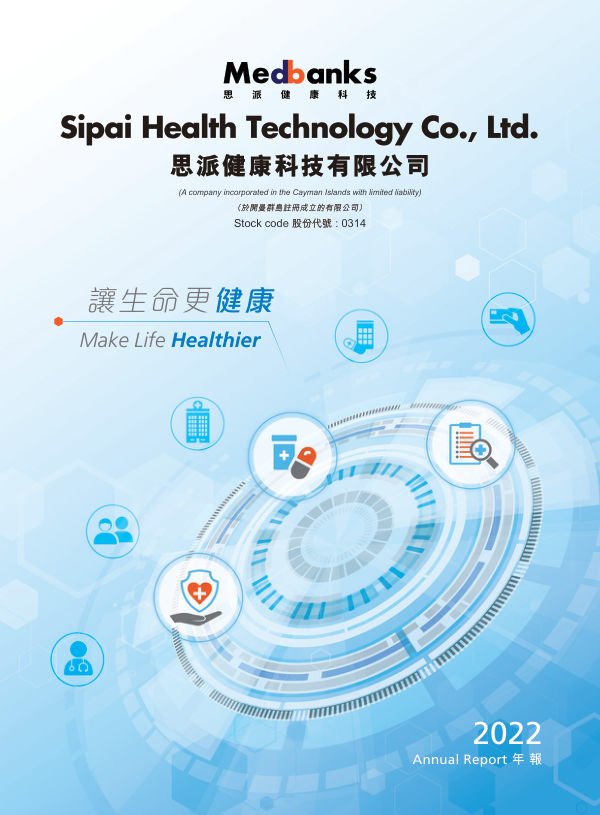 Medbanks
思派健康科技
Sipai Health Technology Co., Ltd.
思派健康科技有限公司
(A company incorporated in the Cayman Islands with limited liability)
（於開曼群島註冊成立的有限公司）
Stock code 股份代號 : 0314
讓生命更健康
Make Life Healthier
2022
Annual Report 年報